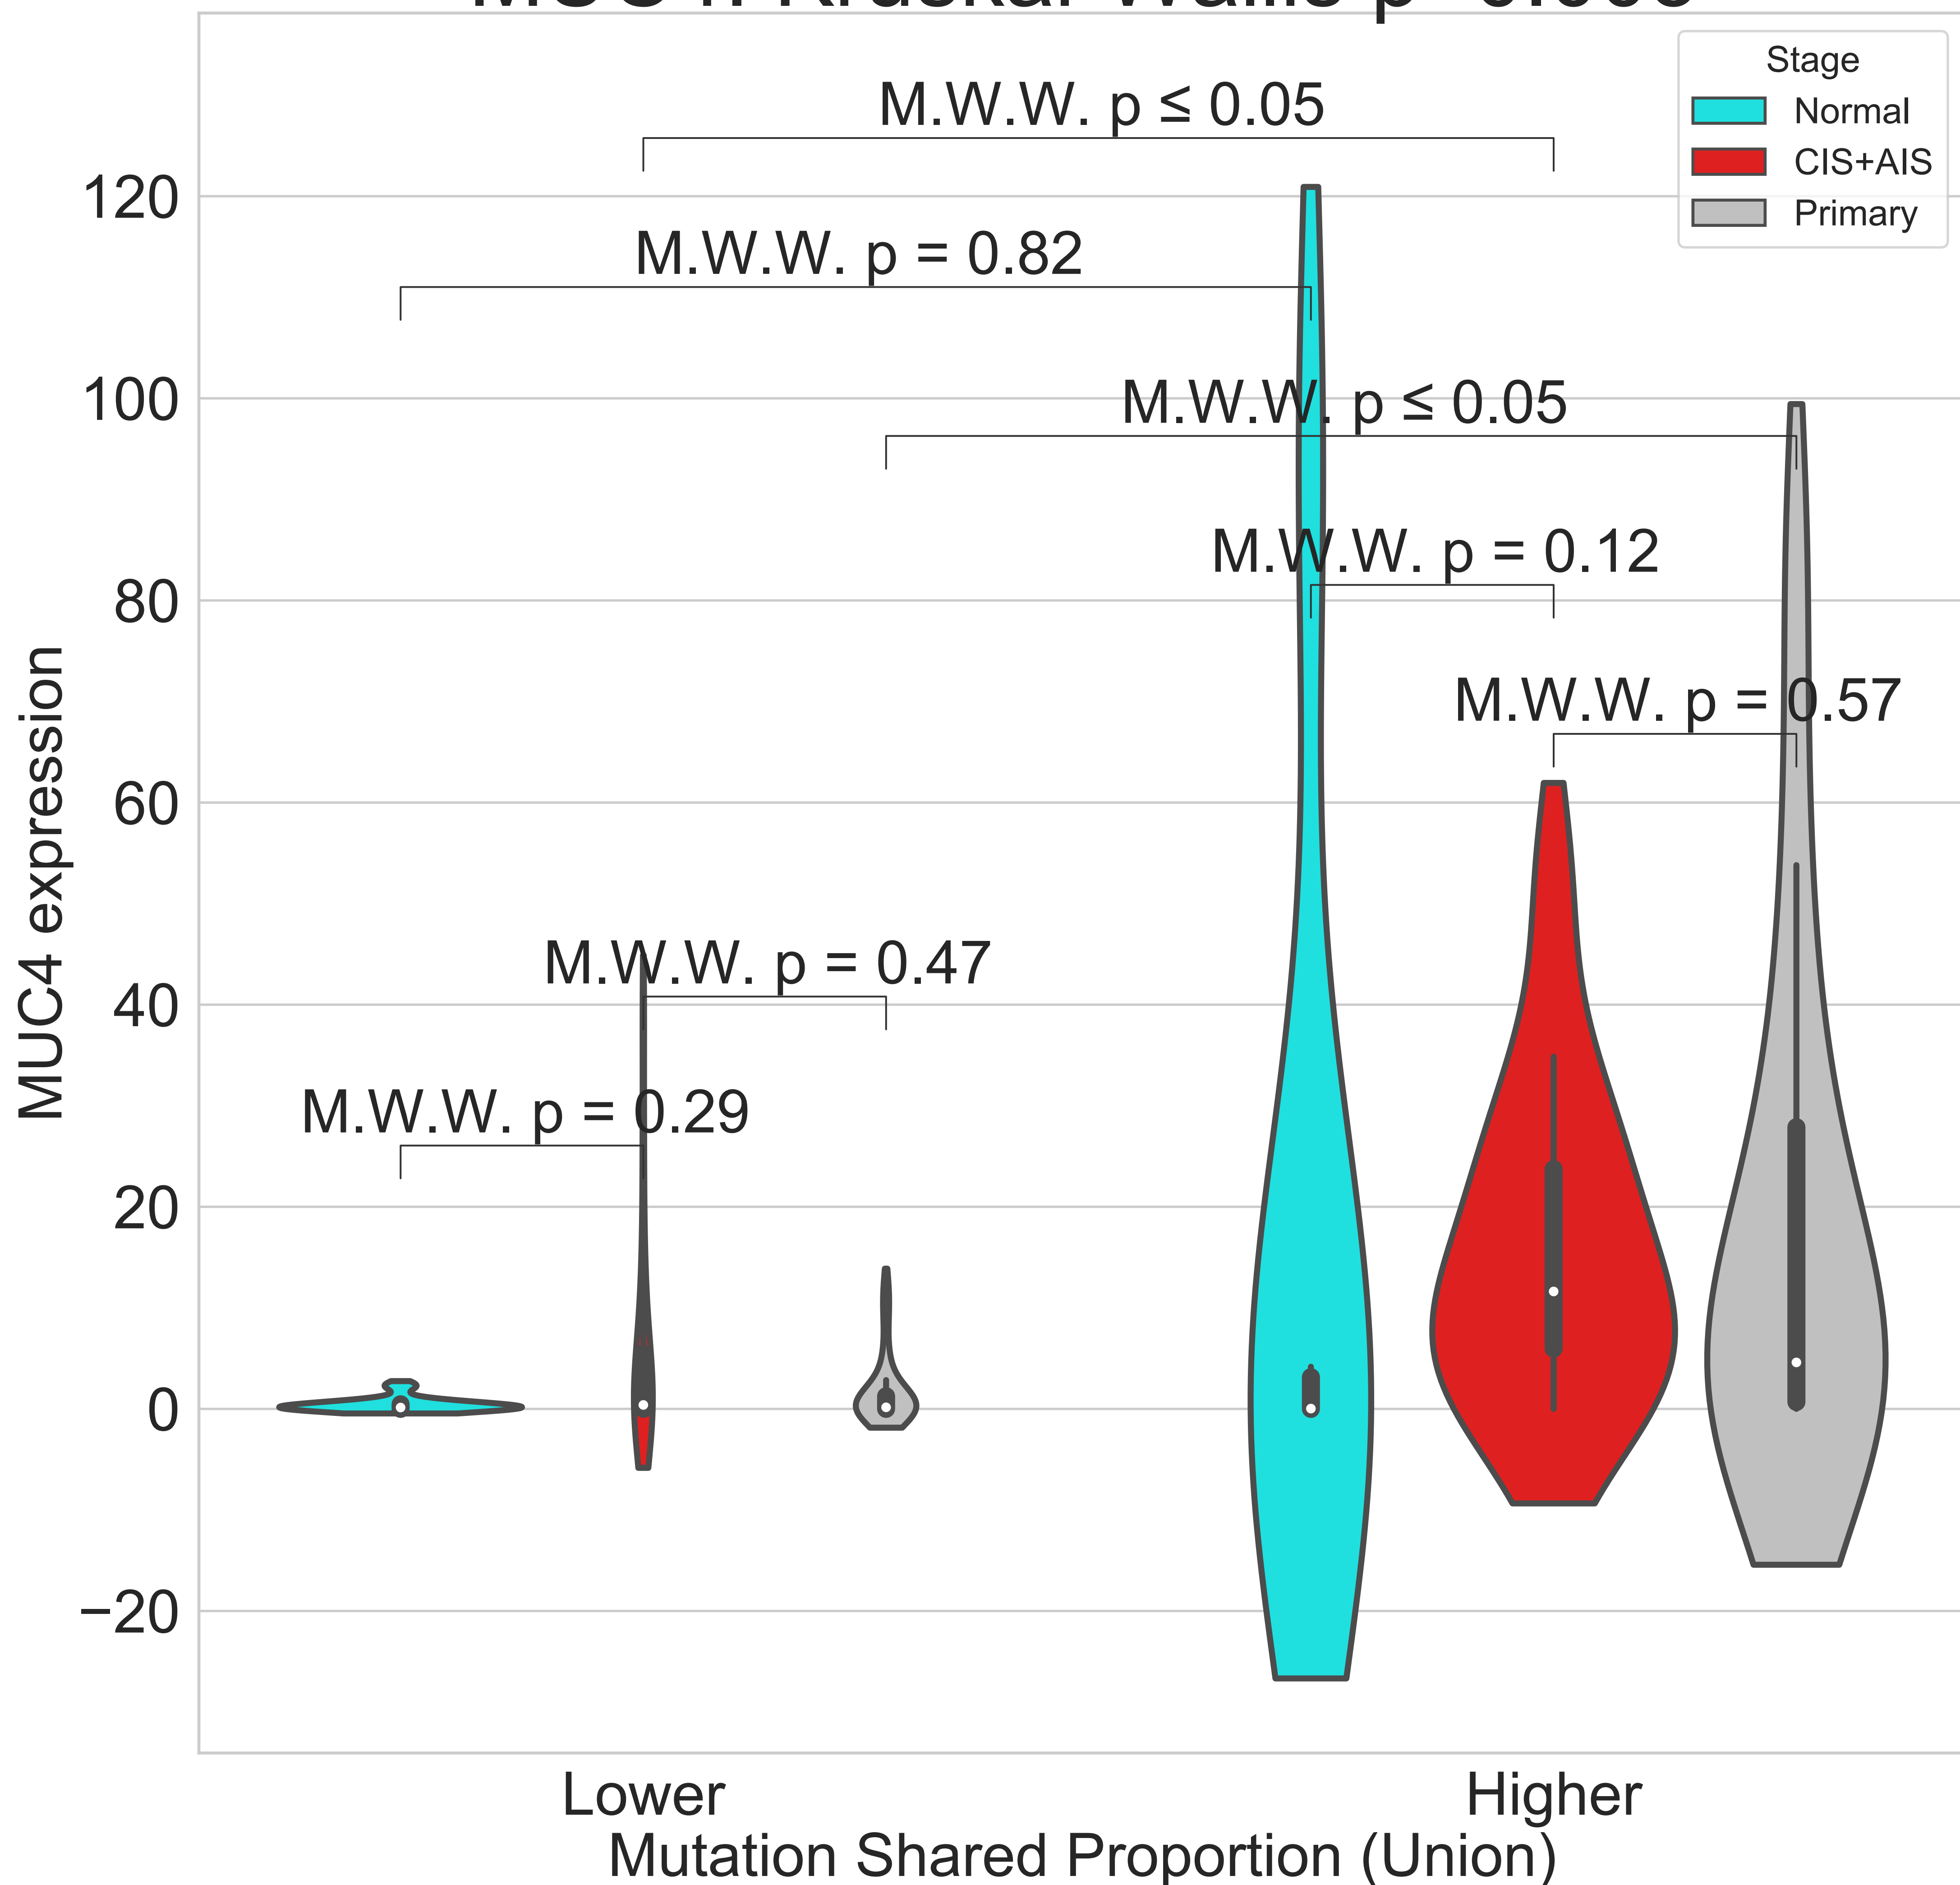 Stage
Normal
CIS+AIS
Primary
M.W.W. p ≤ 0.05
M.W.W. p = 0.82
M.W.W. p ≤ 0.05
M.W.W. p = 0.12
M.W.W. p = 0.57
M.W.W. p = 0.47
M.W.W. p = 0.29
120
100
80
60
40
20
0
−20
MUC4 expression
Lower
Higher
Mutation Shared Proportion (Union)